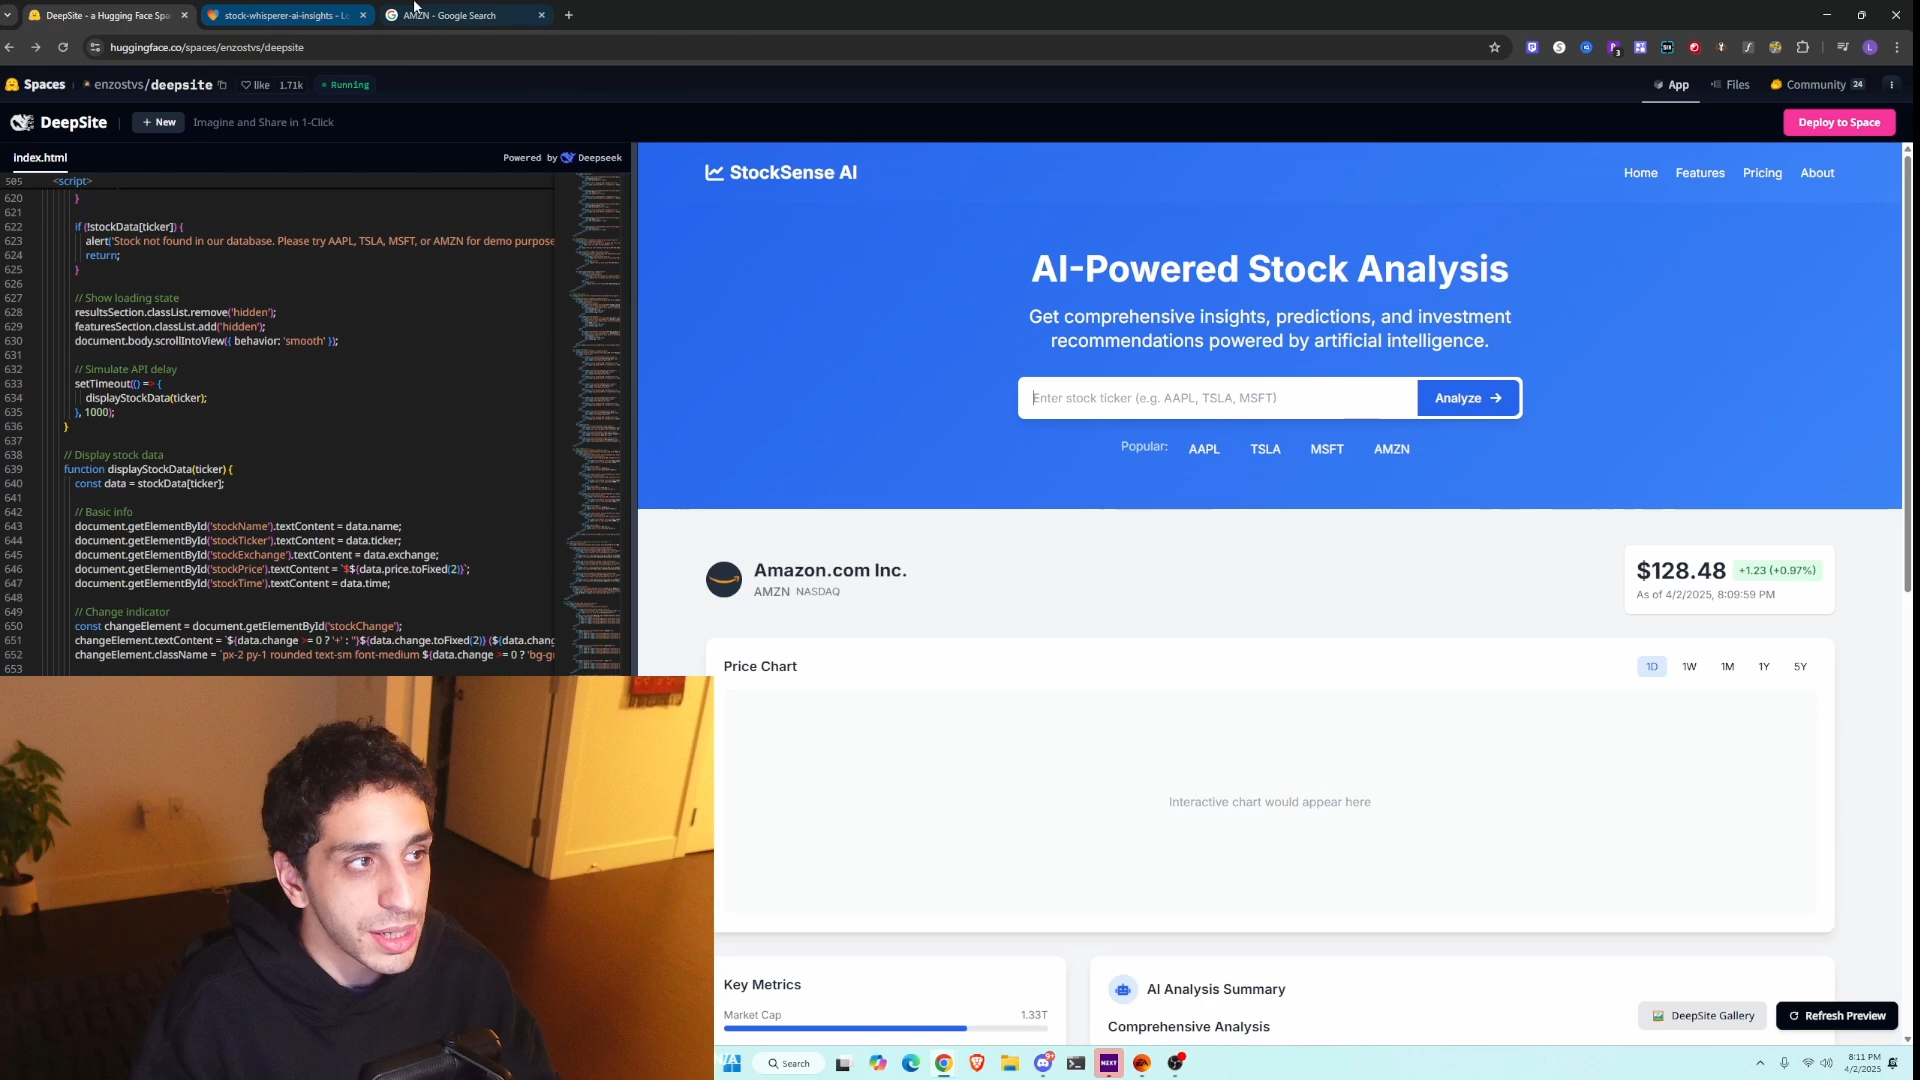 DeepSite - a Hugging Face Spa
stock-whisperer-ai-insights - Lo
AMZN - Google Search
huggingface.co/spaces/enzostvs/deepsite
Spaces
enzostvs/deepsite
like
1.71k
Running
App
Files
Community
24
DeepSite
+ New
Imagine and Share in 1-Click
Deploy to Space
index.html
Powered by Deepseek
505 <script>
620 }
621
622 if (!stockData[ticker]) {
623 alert('Stock not found in our database. Please try AAPL, TSLA, MSFT, or AMZN for demo purpose
624 return;
625 }
626
627 // Show loading state
628 resultsSection.classList.remove('hidden');
629 featuresSection.classList.add('hidden');
630 document.body.scrollIntoView({ behavior: 'smooth' });
631
632 // Simulate API delay
633 setTimeout(() => {
634 displayStockData(ticker);
635 }, 1000);
636 }
637
638 // Display stock data
639 function displayStockData(ticker) {
640 const data = stockData[ticker];
641
642 // Basic info
643 document.getElementById('stockName').textContent = data.name;
644 document.getElementById('stockTicker').textContent = data.ticker;
645 document.getElementById('stockExchange').textContent = data.exchange;
646 document.getElementById('stockPrice').textContent = `$${data.price.toFixed(2)}`;
647 document.getElementById('stockTime').textContent = data.time;
648
649 // Change indicator
650 const changeElement = document.getElementById('stockChange');
651 changeElement.textContent = `${data.change >= 0 ? '+' : ''}${data.change.toFixed(2)} (${data.chang
652 changeElement.className = `px-2 py-1 rounded text-sm font-medium ${data.change >= 0 ? 'bg-gr
653
StockSense AI
Home
Features
Pricing
About
AI-Powered Stock Analysis
Get comprehensive insights, predictions, and investment
recommendations powered by artificial intelligence.
Enter stock ticker (e.g. AAPL, TSLA, MSFT)
Analyze →
Popular:
AAPL
TSLA
MSFT
AMZN
Amazon.com Inc.
AMZN NASDAQ
$128.48
+1.23 (+0.97%)
As of 4/2/2025, 8:09:59 PM
Price Chart
1D
1W
1M
1Y
5Y
Interactive chart would appear here
Key Metrics
Market Cap
1.33T
AI Analysis Summary
Comprehensive Analysis
DeepSite Gallery
Refresh Preview
Search
8:11 PM
4/2/2025